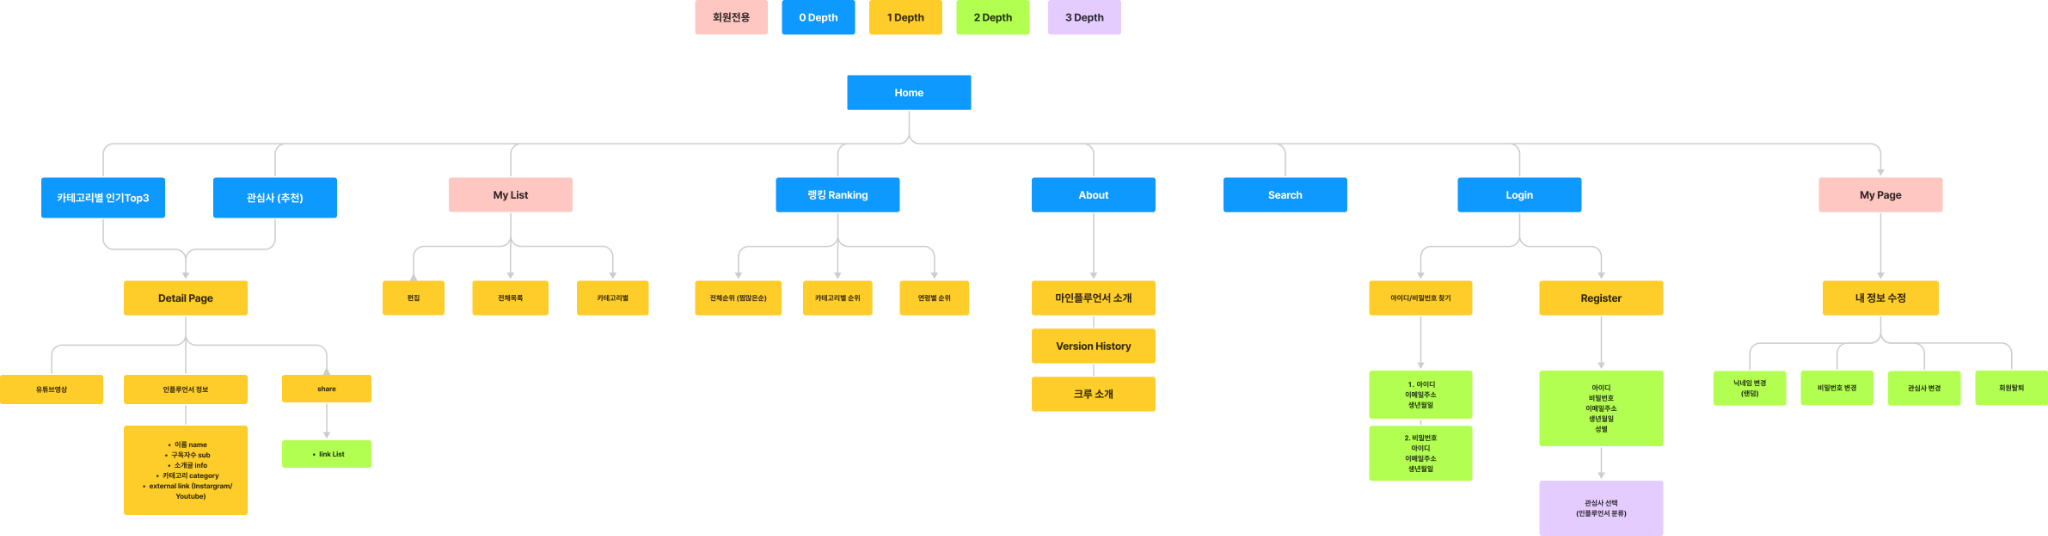 회원전용
0 Depth
1 Depth
2 Depth
3 Depth
Home
카테고리별 인기Top3
관심사 (추천)
My List
랭킹 Ranking
About
Search
Login
My Page
Detail Page
편집
전체목록
카테고리별
전체순위 (찜많은순)
카테고리별 순위
연령별 순위
마인플루언서 소개
아이디/비밀번호 찾기
Register
내 정보 수정
Version History
크루 소개
유튜브영상
인플루언서 정보
share
• 이름 name
• 구독자수 sub
• 소개글 info
• 카테고리 category
• external link (Instargram/
Youtube)
• link List
1. 아이디
이메일주소
생년월일
2. 비밀번호
아이디
이메일주소
생년월일
아이디
비밀번호
이메일주소
생년월일
성별
관심사 선택
(인플루언서 분류)
닉네임 변경
(랜덤)
비밀번호 변경
관심사 변경
회원탈퇴